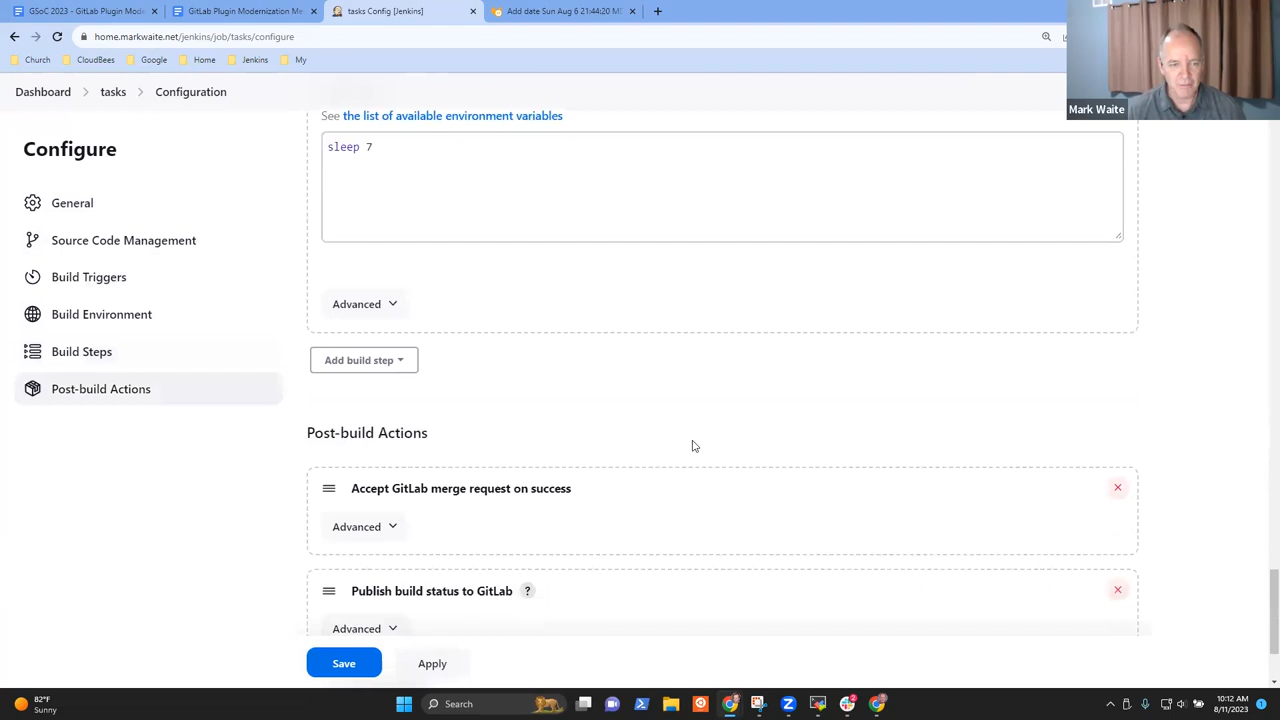 GSoC 2023 - GitLab Plugin Moderni
GitLab Plugin Modernization Me
tasks Config [Jenkins]
Add date Sun Aug 6 21:44:20 MD
home.markwaite.net/jenkins/job/tasks/configure
Church
CloudBees
Google
Home
Jenkins
My
Mark Waite
Dashboard
tasks
Configuration
Configure
General
Source Code Management
Build Triggers
Build Environment
Build Steps
Post-build Actions
See the list of available environment variables
sleep 7
Advanced
Add build step
Post-build Actions
Accept GitLab merge request on success
Advanced
Publish build status to GitLab ?
Advanced
Save
Apply
82°F
Sunny
Search
2
10:12 AM
8/11/2023
1